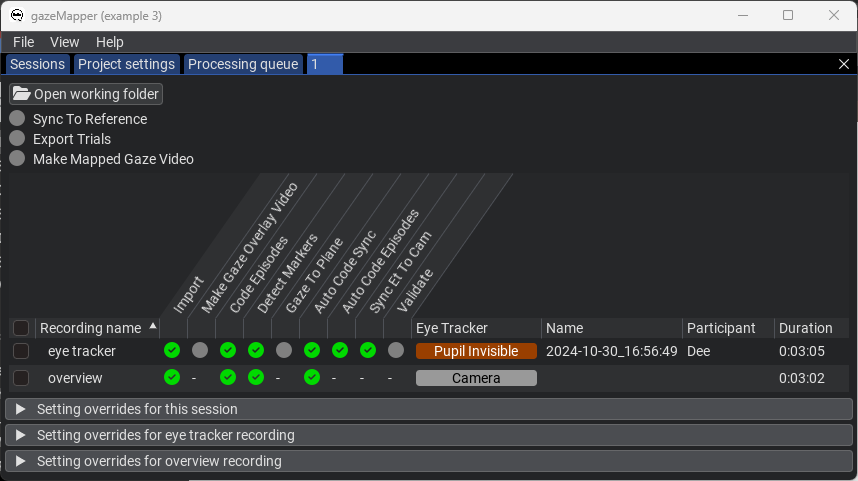 gazeMapper (example 3)
File View Help
Sessions Project settings Processing queue 1
Open working folder
Sync To Reference
Export Trials
Make Mapped Gaze Video
Import
Make Gaze Overlay Video
Code Episodes
Detect Markers
Gaze To Plane
Auto Code Sync
Auto Code Episodes
Sync Et To Cam
Validate
Recording name Eye Tracker Name Participant Duration
eye tracker Pupil Invisible 2024-10-30_16:56:49 Dee 0:03:05
overview - - - - - Camera 0:03:02
Setting overrides for this session
Setting overrides for eye tracker recording
Setting overrides for overview recording